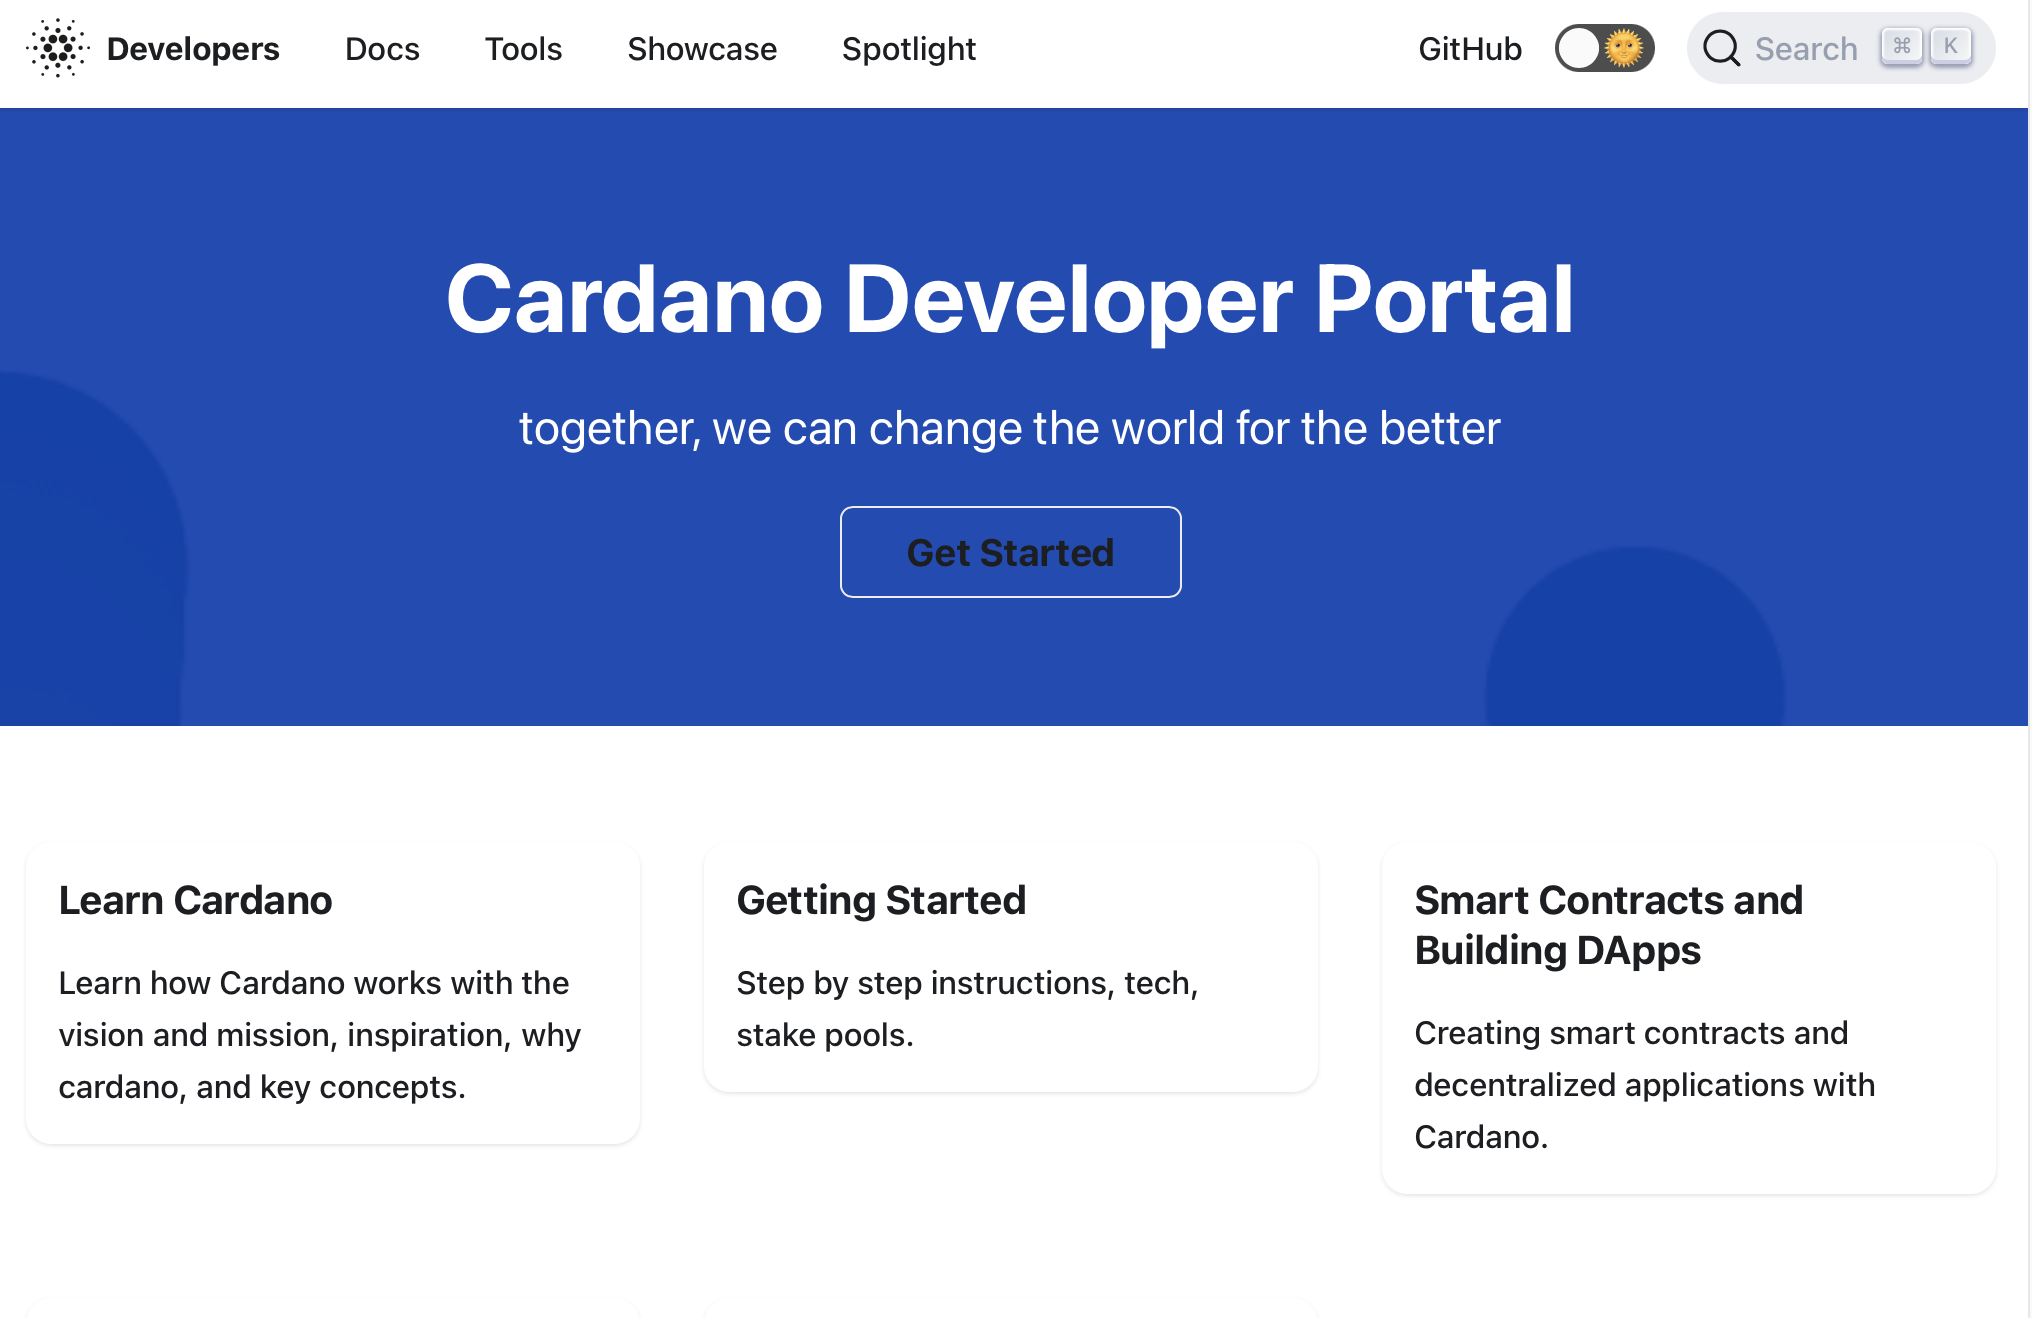 Developers Docs Tools Showcase Spotlight GitHub Search ⌘ K
Cardano Developer Portal
together, we can change the world for the better
Get Started
Learn Cardano
Learn how Cardano works with the
vision and mission, inspiration, why
cardano, and key concepts.
Getting Started
Step by step instructions, tech,
stake pools.
Smart Contracts and
Building DApps
Creating smart contracts and
decentralized applications with
Cardano.